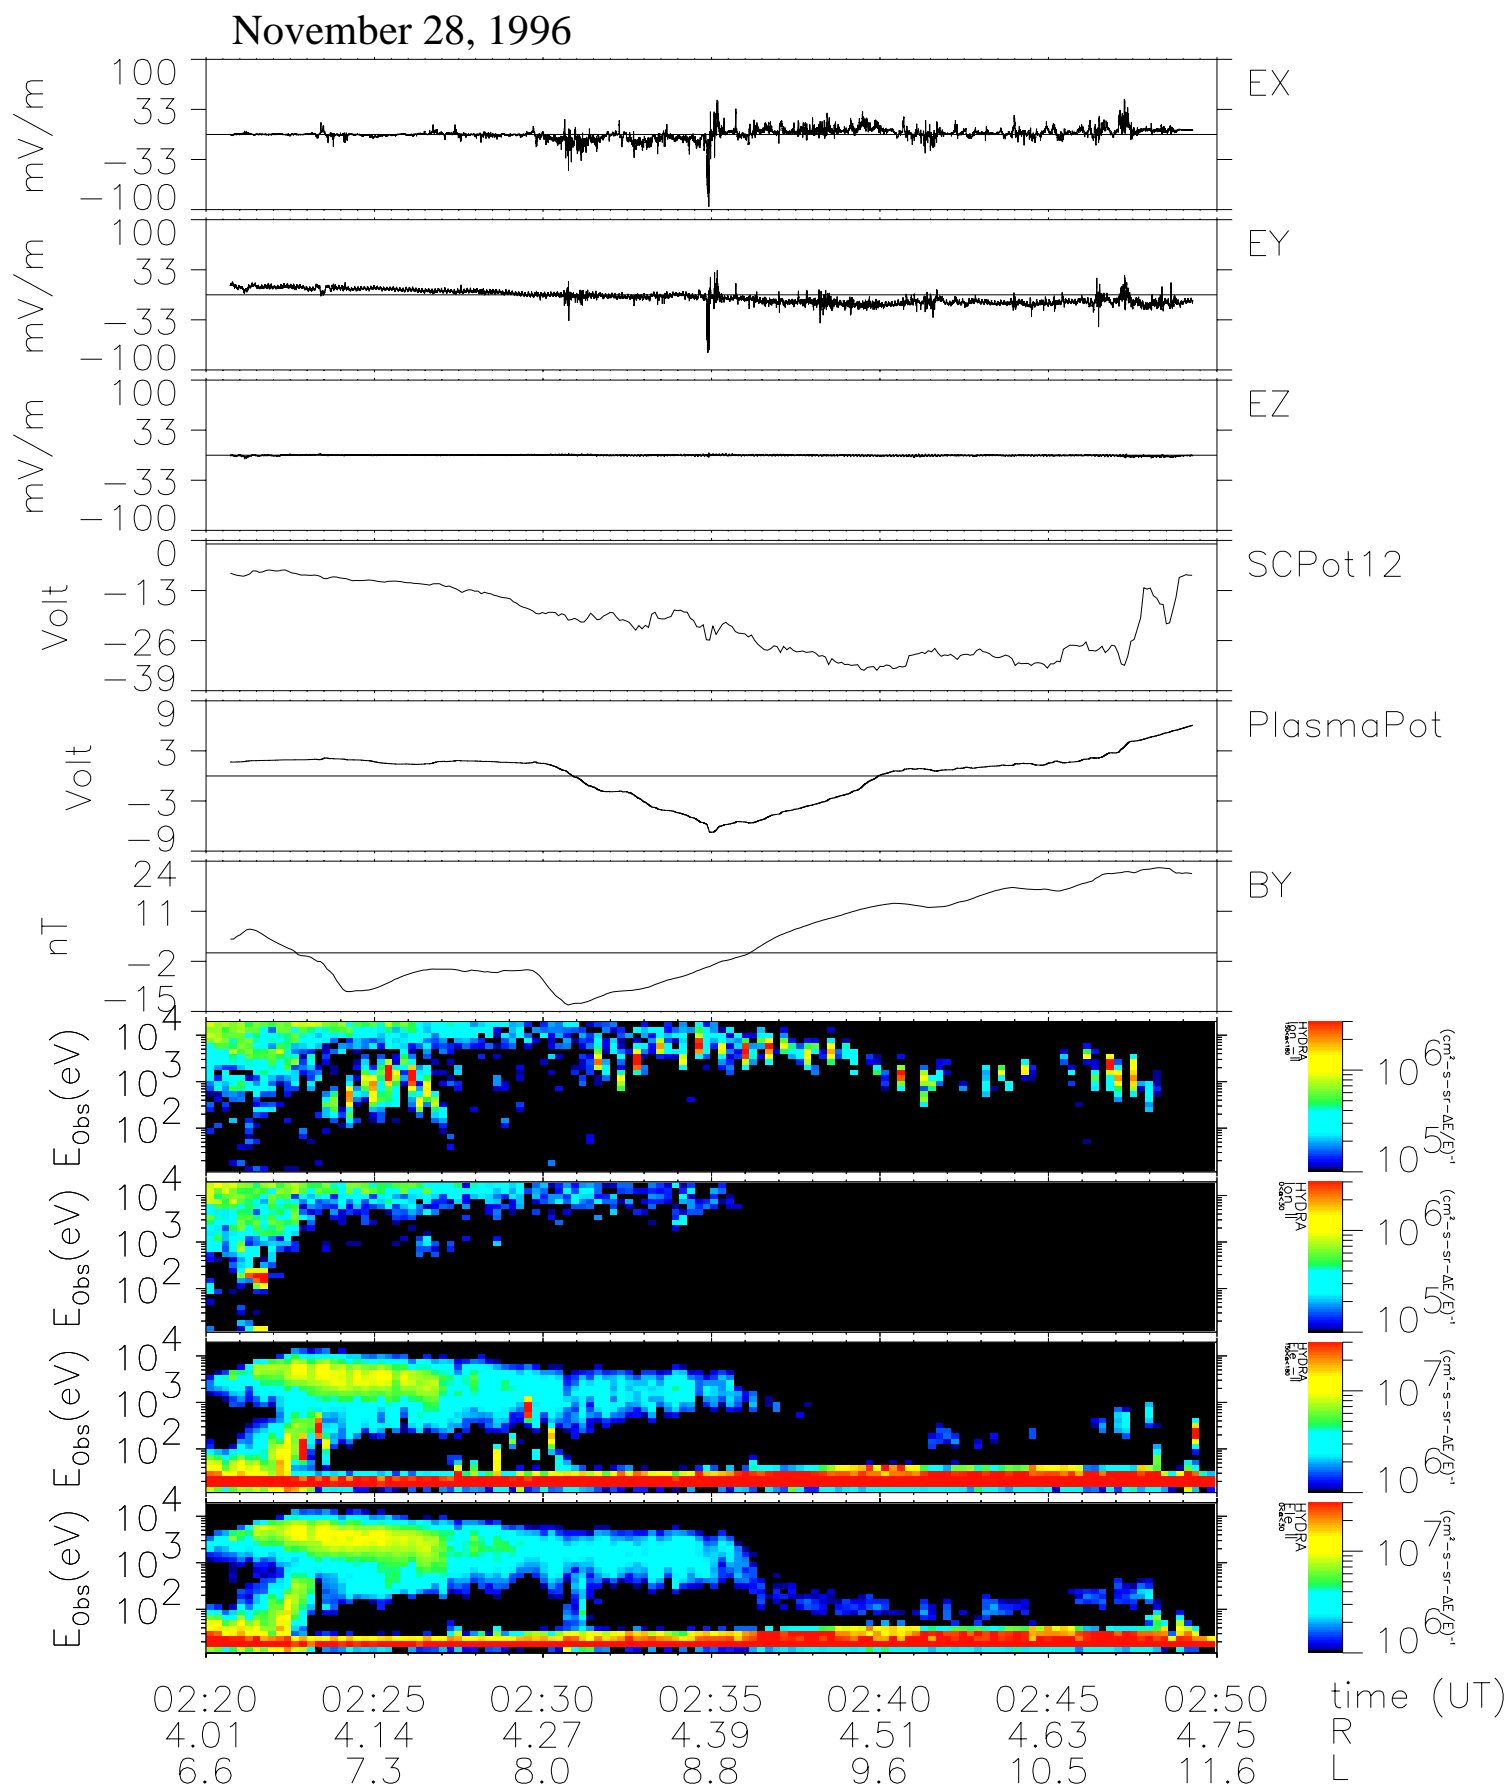 November 28, 1996
100
33
−33
−100
mV/m
EX
100
33
−33
−100
mV/m
EY
100
33
−33
−100
mV/m
EZ
0
−13
−26
−39
Volt
SCPot12
9
3
−3
−9
Volt
PlasmaPot
24
11
−2
−15
nT
BY
10^4
10^3
10^2
E_Obs(eV)
HYDRA
10^6
10^5
(cm²−s−sr−ΔE/E)⁻¹
10^4
10^3
10^2
E_Obs(eV)
HYDRA
Ion
10^6
10^5
(cm²−s−sr−ΔE/E)⁻¹
10^4
10^3
10^2
E_Obs(eV)
HYDRA
Ele
10^7
10^6
(cm²−s−sr−ΔE/E)⁻¹
10^4
10^3
10^2
E_Obs(eV)
HYDRA
Ele
10^7
10^6
(cm²−s−sr−ΔE/E)⁻¹
02:20 02:25 02:30 02:35 02:40 02:45 02:50 time (UT)
4.01 4.14 4.27 4.39 4.51 4.63 4.75 R
6.6 7.3 8.0 8.8 9.6 10.5 11.6 L